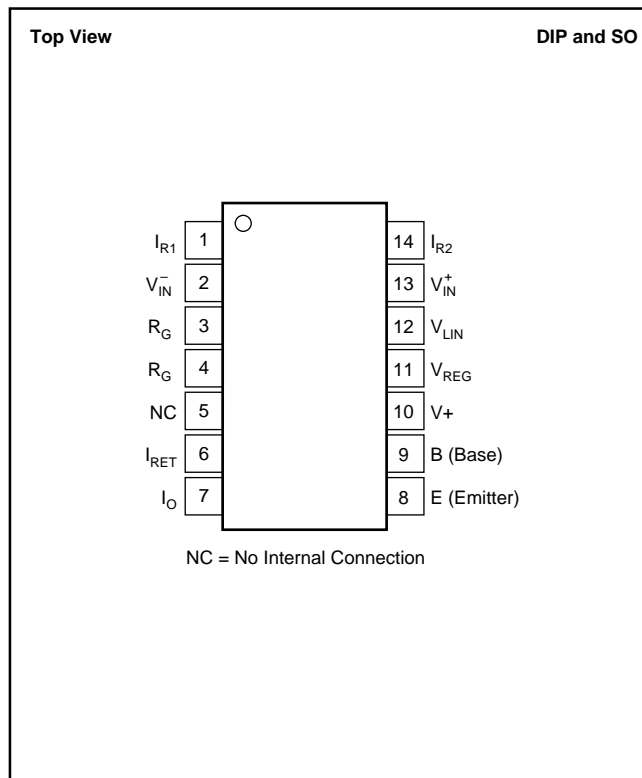 Top View DIP and SO
I_R1 1 14 I_R2
V_IN^– 2 13 V_IN^+
R_G 3 12 V_LIN
R_G 4 11 V_REG
NC 5 10 V+
I_RET 6 9 B (Base)
I_O 7 8 E (Emitter)
NC = No Internal Connection